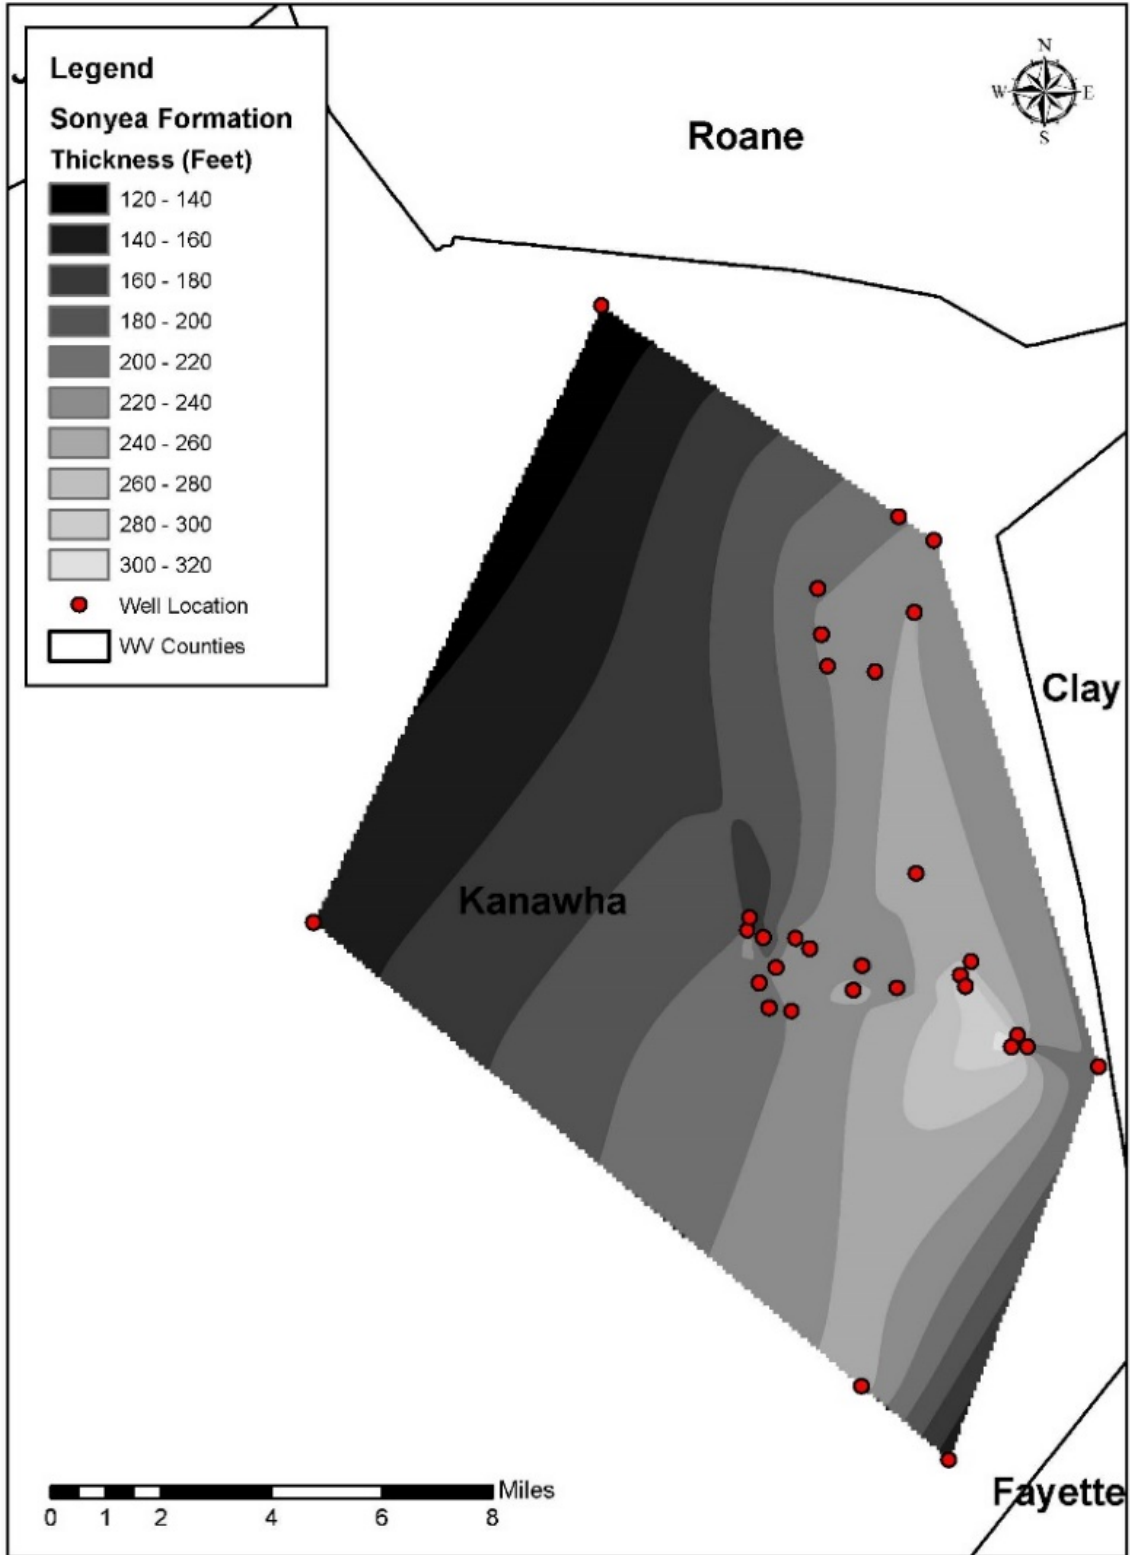 Legend
Sonyea Formation
Thickness (Feet)
120 - 140
140 - 160
160 - 180
180 - 200
200 - 220
220 - 240
240 - 260
260 - 280
280 - 300
300 - 320
Well Location
WV Counties
N
W E
S
Roane
Clay
Kanawha
Fayette
Miles
0 1 2 4 6 8